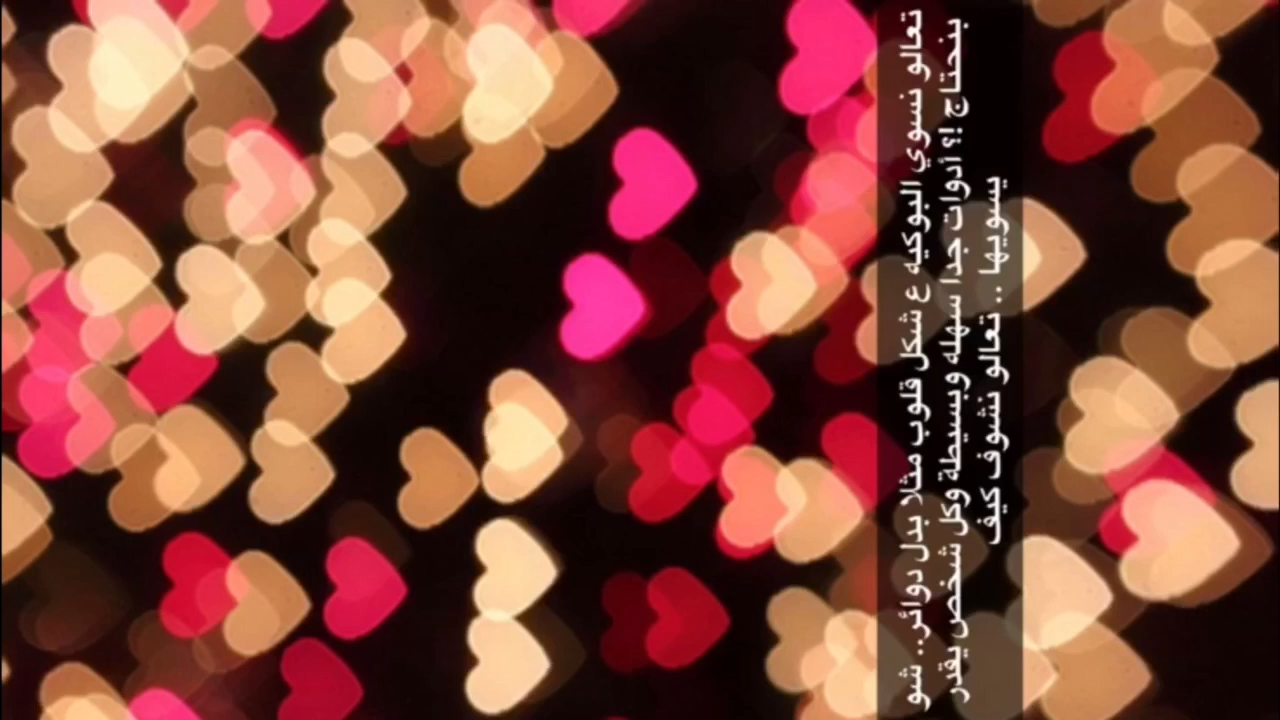 تعالو نسوي البوكيه ع شكل قلوب مثلا بدل دوائر.. شو
بنحتاج !؟ أدوات جدا سهله وبسيطة وكل شخص يقدر
يسويها .. تعالو نشوف كيف